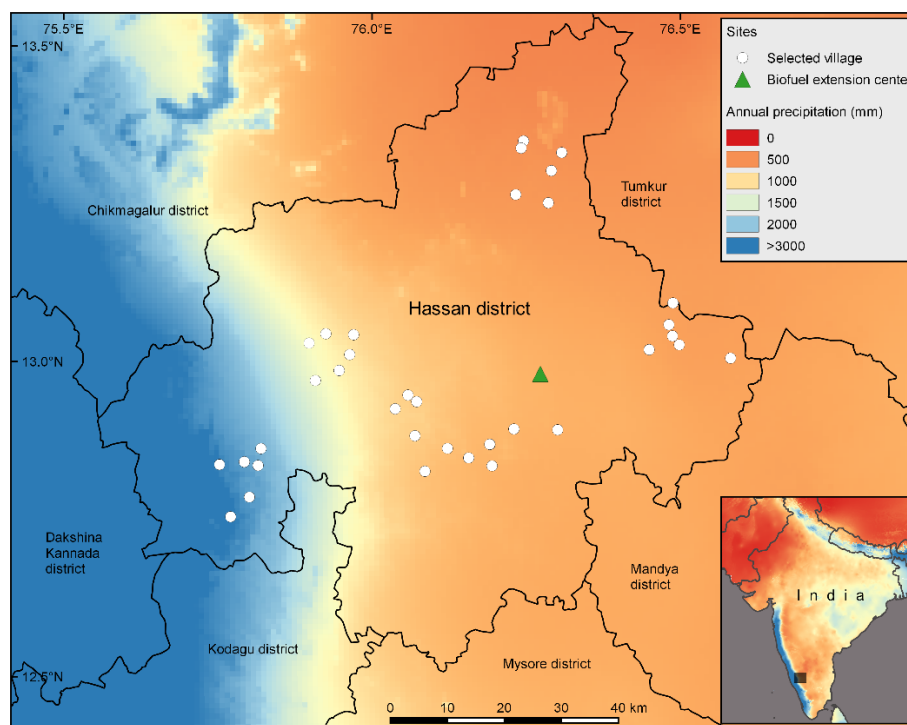 75.5°E
76.0°E
76.5°E
13.5°N
13.0°N
12.5°N
Sites
Selected village
Biofuel extension center
Annual precipitation (mm)
0
500
1000
1500
2000
>3000
Chikmagalur district
Tumkur
district
Hassan district
Dakshina
Kannada
district
Mandya
district
Kodagu district
Mysore district
0 10 20 30 40 km
India